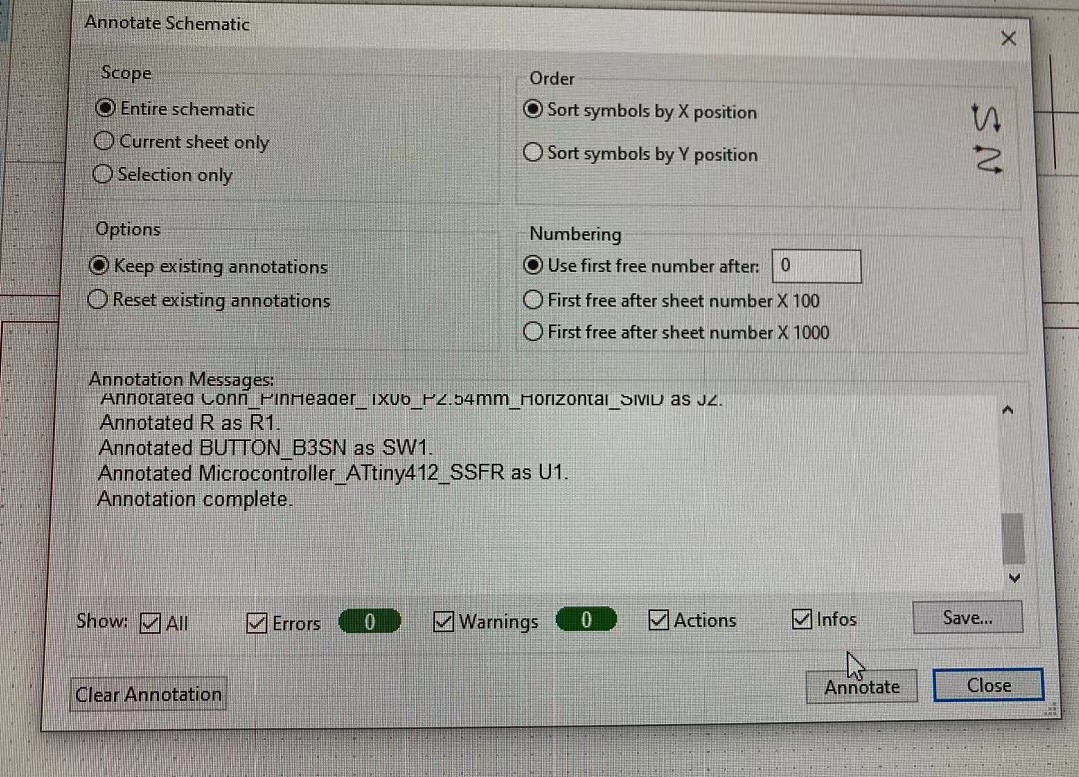 Annotate Schematic
Scope
Entire schematic
Current sheet only
Selection only
Order
Sort symbols by X position
Sort symbols by Y position
Options
Keep existing annotations
Reset existing annotations
Numbering
Use first free number after: 0
First free after sheet number X 100
First free after sheet number X 1000
Annotation Messages:
Annotated Conn_PinHeader_1x06_P2.54mm_Horizontal_SMD as J2.
Annotated R as R1.
Annotated BUTTON_B3SN as SW1.
Annotated Microcontroller_ATtiny412_SSFR as U1.
Annotation complete.
Show: All Errors 0 Warnings 0 Actions Infos Save...
Clear Annotation Annotate Close